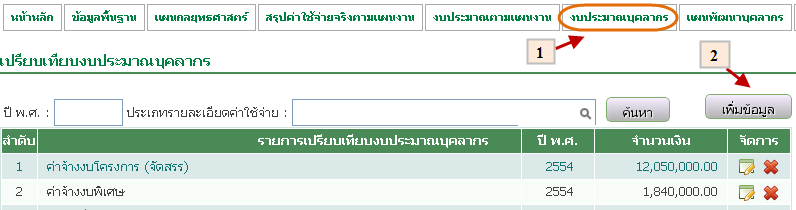 หน้าหลัก ข้อมูลพื้นฐาน แผนกลยุทธศาสตร์ สรุปค่าใช้จ่ายจริงตามแผนงาน งบประมาณตามแผนงาน งบประมาณบุคลากร แผนพัฒนาบุคลากร
1 2
เปรียบเทียบงบประมาณบุคลากร
ปี พ.ศ. : ประเภทรายละเอียดค่าใช้จ่าย : ค้นหา เพิ่มข้อมูล
ลำดับ รายการเปรียบเทียบงบประมาณบุคลากร ปี พ.ศ. จำนวนเงิน จัดการ
1 ค่าจ้างงบโครงการ (จัดสรร) 2554 12,050,000.00
2 ค่าจ้างงบพิเศษ 2554 1,840,000.00